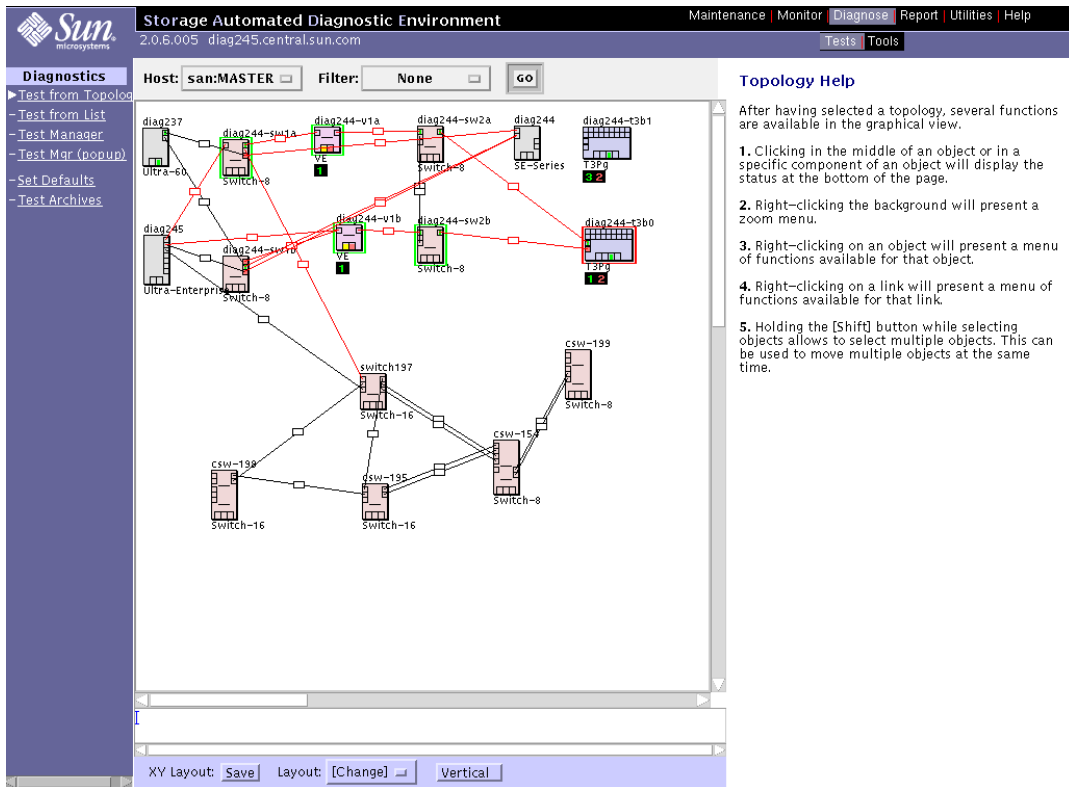 Sun
microsystems
Storage Automated Diagnostic Environment
2.0.6.005 diag245.central.sun.com
Maintenance | Monitor | Diagnose | Report | Utilities | Help
Tests | Tools
Diagnostics
Test from Topolog
Test from List
Test Manager
Test Mgr (popup)
Set Defaults
Test Archives
Host: san:MASTER Filter: None GO
diag237
Ultra-60
diag244-sw1a
Switch-8
diag244-v1a
VE
1
diag244-sw2a
Switch-8
diag244
SE-Series
diag244-t3b1
T3Pg
3 2
diag245
Ultra-Enterpris
diag244-sw1b
Switch-8
diag244-v1b
VE
1
diag244-sw2b
Switch-8
diag244-t3b0
T3Pg
1 2
switch197
Switch-16
csw-199
Switch-8
csw-198
Switch-16
csw-195
Switch-16
Switch-8
XY Layout: Save Layout: [Change] Vertical
Topology Help
After having selected a topology, several functions
are available in the graphical view.
1. Clicking in the middle of an object or in a
specific component of an object will display the
status at the bottom of the page.
2. Right-clicking the background will present a
zoom menu.
3. Right-clicking on an object will present a menu
of functions available for that object.
4. Right-clicking on a link will present a menu of
functions available for that link.
5. Holding the [Shift] button while selecting
objects allows to select multiple objects. This can
be used to move multiple objects at the same
time.